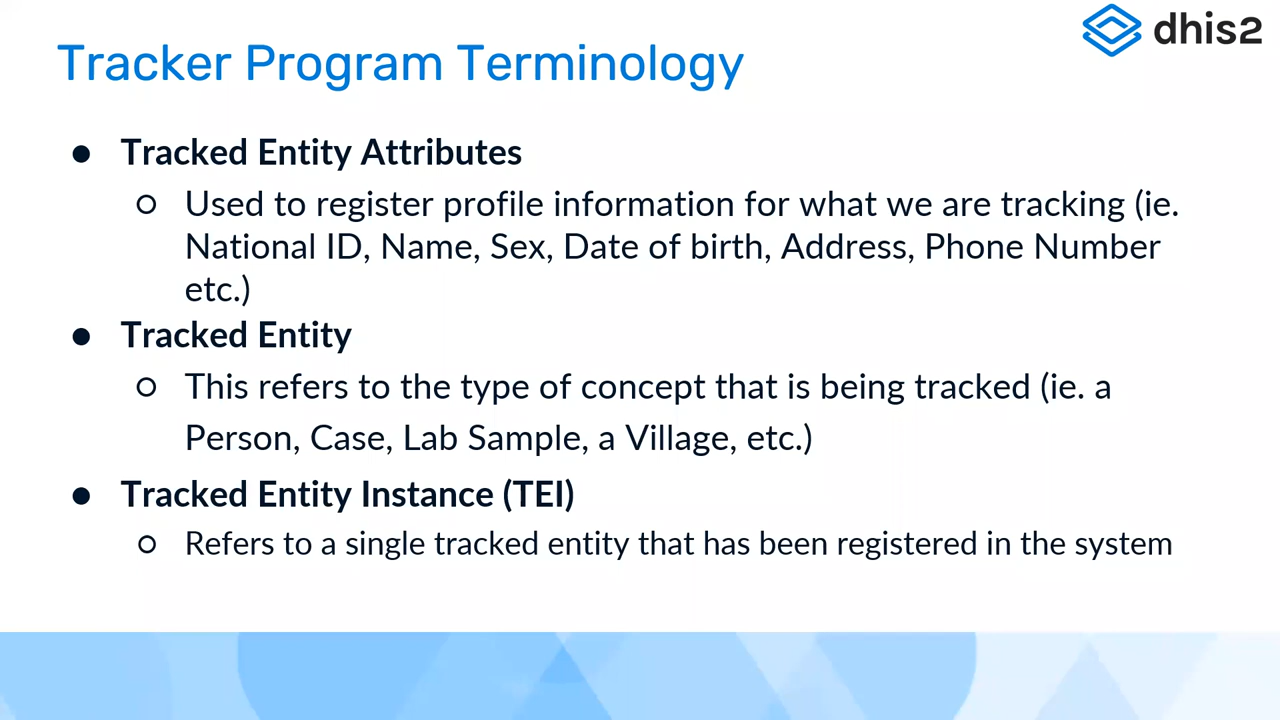 dhis2
Tracker Program Terminology
● Tracked Entity Attributes
○ Used to register profile information for what we are tracking (ie.
National ID, Name, Sex, Date of birth, Address, Phone Number
etc.)
● Tracked Entity
○ This refers to the type of concept that is being tracked (ie. a
Person, Case, Lab Sample, a Village, etc.)
● Tracked Entity Instance (TEI)
○ Refers to a single tracked entity that has been registered in the system